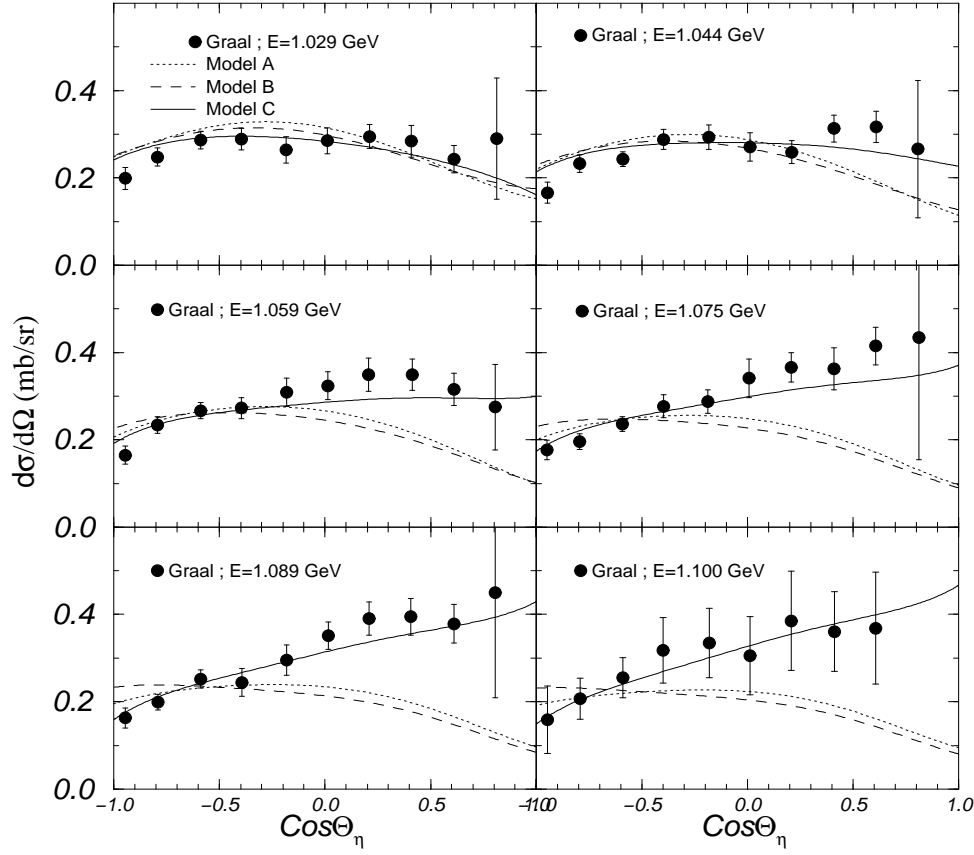 Graal ; E=1.029 GeV
Model A
Model B
Model C
Graal ; E=1.044 GeV
0.4
0.2
0.0
Graal ; E=1.059 GeV
Graal ; E=1.075 GeV
0.4
0.2
0.0
dσ/dΩ (mb/sr)
Graal ; E=1.089 GeV
Graal ; E=1.100 GeV
0.4
0.2
0.0
−1.0 −0.5 0.0 0.5 −1.0 1.0 −0.5 0.0 0.5 1.0
CosΘη CosΘη